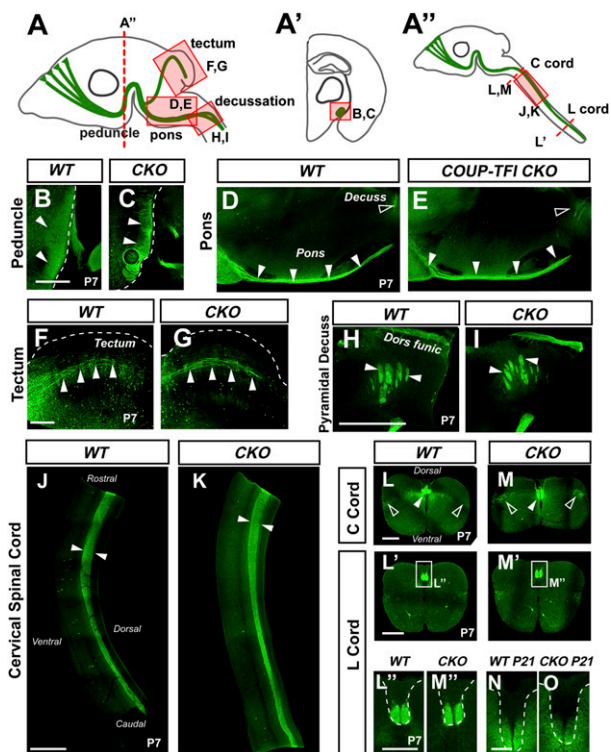 A
A"
tectum
F,G
D,E
decussation
peduncle
pons
H,I
A'
B,C
A"
C cord
L,M
J,K
L cord
L'
WT
CKO
WT
COUP-TFI CKO
Peduncle
B
C
P7
Pons
D
Decuss
Pons
P7
E
WT
CKO
WT
CKO
Tectum
F
Tectum
G
P7
Pyramidal Decuss
H
Dors funic
P7
I
WT
CKO
Cervical Spinal Cord
J
Rostral
Ventral
Dorsal
Caudal
P7
K
WT
CKO
C Cord
L
Dorsal
Ventral
P7
M
L Cord
L'
L"
P7
M'
M"
WT
CKO
WT P21
CKO P21
L"
M"
N
O